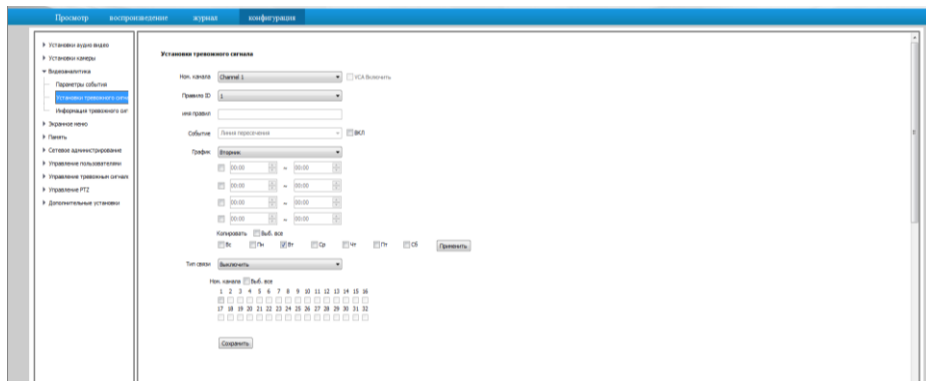 Просмотр воспроизведение журнал конфигурация
Установки аудио видео
Установки камеры
Видеоаналитика
Параметры события
Установки тревожного сигна
Информация тревожного сиг
Экранное меню
Память
Сетевое администрирование
Управление пользователями
Управление тревожным сигнал
Управление PTZ
Дополнительные установки
Установки тревожного сигнала
Ном. канала Channel 1 VCA Включить
Правила ID 1
имя правил
Событие Линия пересечения ВКЛ
График Вторник
00:00 – 00:00
00:00 – 00:00
00:00 – 00:00
00:00 – 00:00
Копировать Выб. все
Вс Пн Вт Ср Чт Пт Сб Применить
Тип связи Выключить
Ном. канала Выб. все
1 2 3 4 5 6 7 8 9 10 11 12 13 14 15 16
17 18 19 20 21 22 23 24 25 26 27 28 29 30 31 32
Сохранить